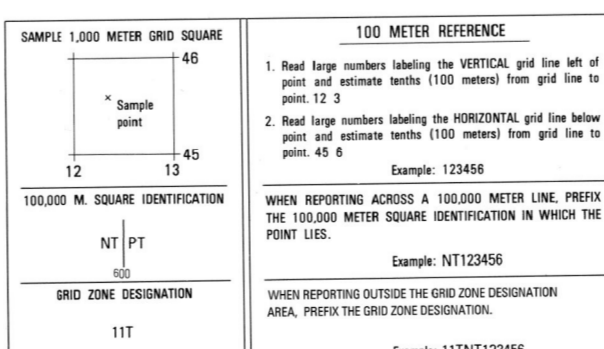 SAMPLE 1,000 METER GRID SQUARE
46
× Sample
point
45
12 13
100,000 M. SQUARE IDENTIFICATION
NT PT
600
GRID ZONE DESIGNATION
11T
100 METER REFERENCE
1. Read large numbers labeling the VERTICAL grid line left of
point and estimate tenths (100 meters) from grid line to
point. 12 3
2. Read large numbers labeling the HORIZONTAL grid line below
point and estimate tenths (100 meters) from grid line to
point. 45 6
Example: 123456
WHEN REPORTING ACROSS A 100,000 METER LINE, PREFIX
THE 100,000 METER SQUARE IDENTIFICATION IN WHICH THE
POINT LIES.
Example: NT123456
WHEN REPORTING OUTSIDE THE GRID ZONE DESIGNATION
AREA, PREFIX THE GRID ZONE DESIGNATION.
Example: 11TNT123456